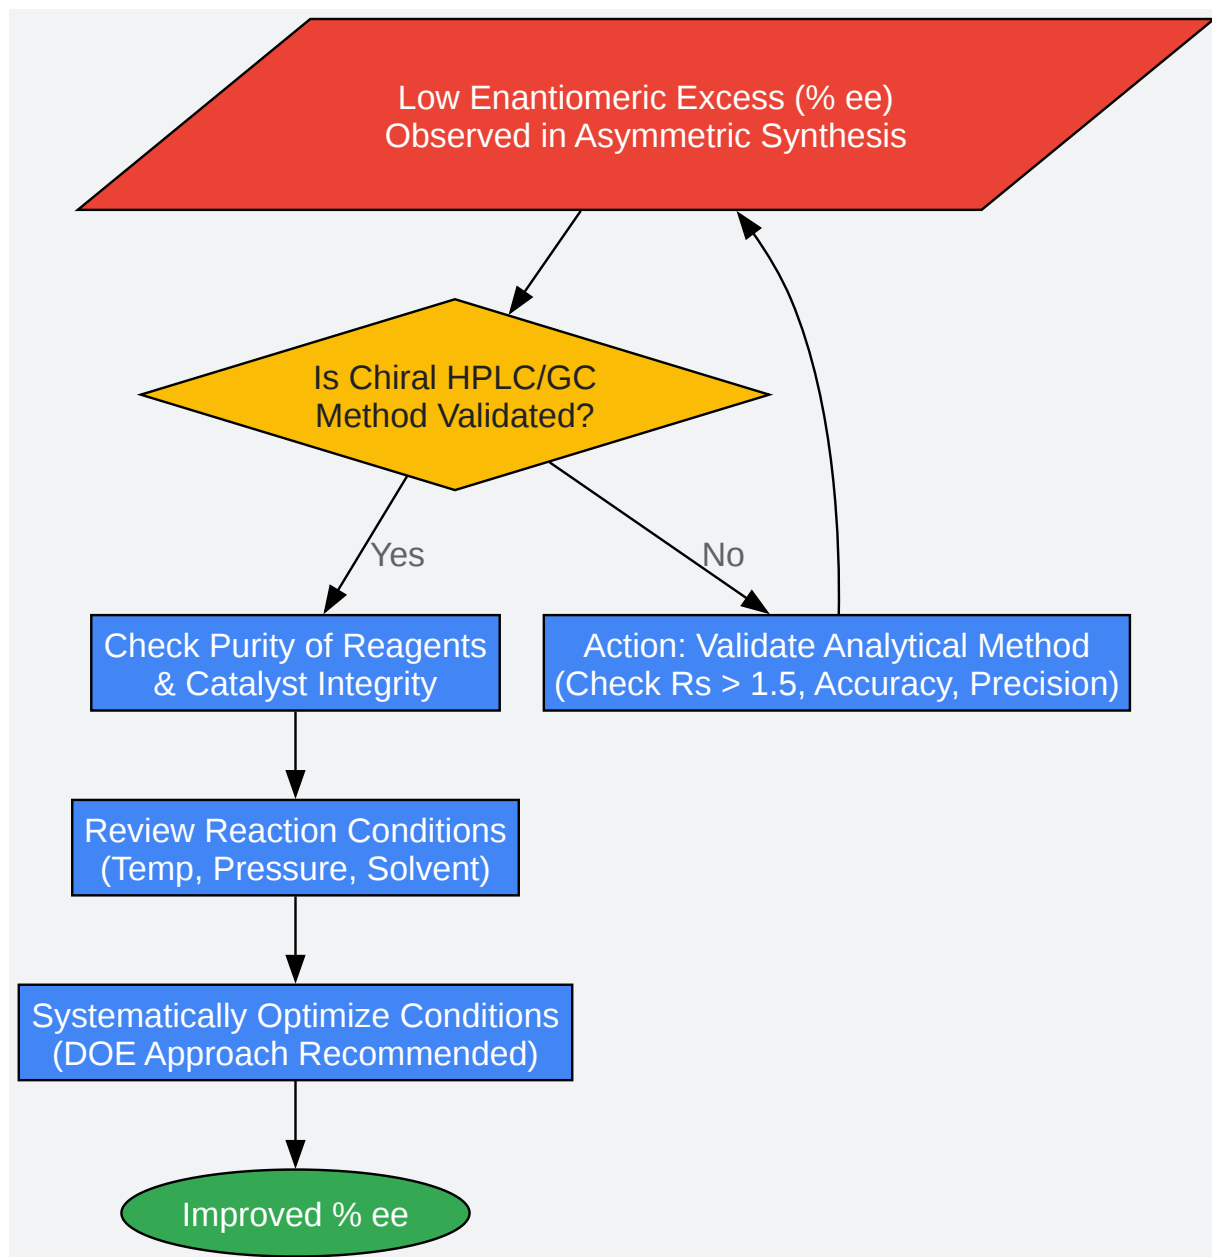 Low Enantiomeric Excess (% ee)
Observed in Asymmetric Synthesis
Is Chiral HPLC/GC
Method Validated?
Yes
No
Check Purity of Reagents
& Catalyst Integrity
Action: Validate Analytical Method
(Check Rs > 1.5, Accuracy, Precision)
Review Reaction Conditions
(Temp, Pressure, Solvent)
Systematically Optimize Conditions
(DOE Approach Recommended)
Improved % ee